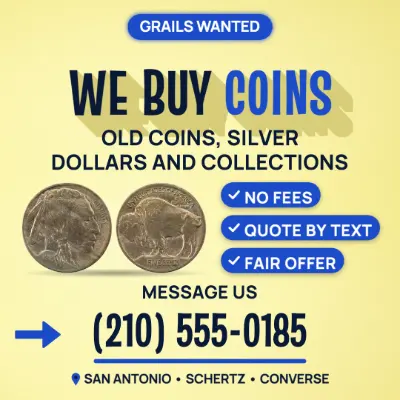 GRAILS WANTED
WE BUY COINS
OLD COINS, SILVER
DOLLARS AND COLLECTIONS
NO FEES
QUOTE BY TEXT
FAIR OFFER
MESSAGE US
(210) 555-0185
SAN ANTONIO • SCHERTZ • CONVERSE